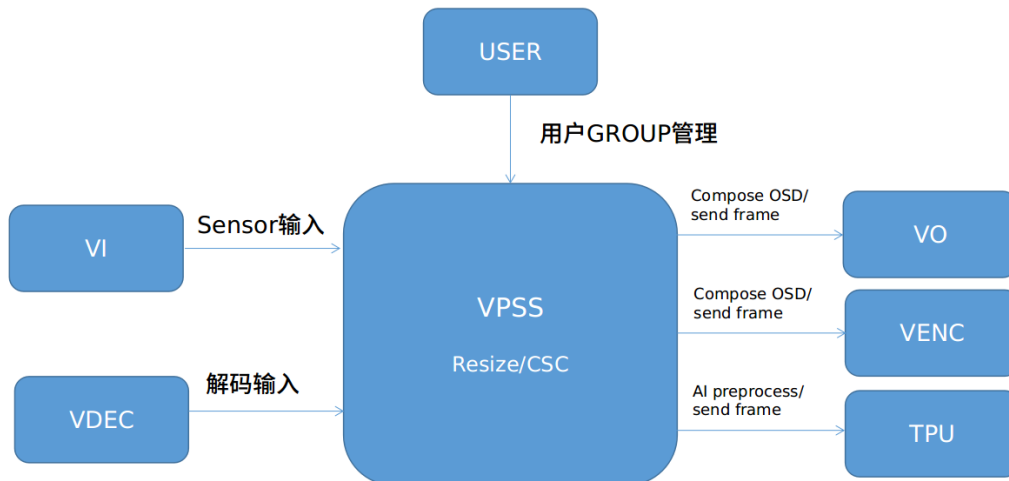 USER
用户GROUP管理
VI
Sensor输入
VDEC
解码输入
VPSS
Resize/CSC
Compose OSD/
send frame
VO
Compose OSD/
send frame
VENC
AI preprocess/
send frame
TPU